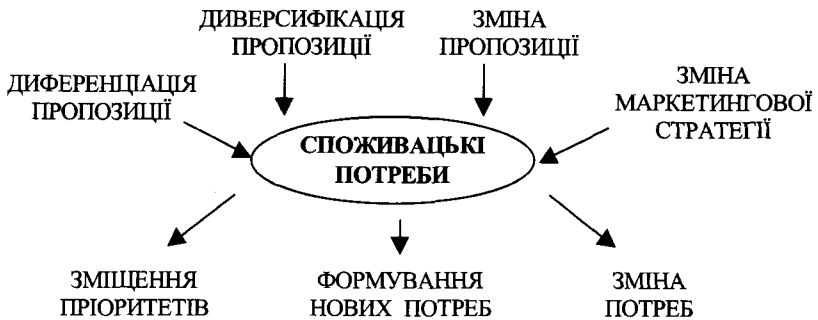 ДИВЕРСИФІКАЦІЯ
ПРОПОЗИЦІЇ
ЗМІНА
ПРОПОЗИЦІЇ
ДИФЕРЕНЦІАЦІЯ
ПРОПОЗИЦІЇ
ЗМІНА
МАРКЕТИНГОВОЇ
СТРАТЕГІЇ
СПОЖИВАЦЬКІ
ПОТРЕБИ
ЗМІЩЕННЯ
ПРІОРИТЕТІВ
ФОРМУВАННЯ
НОВИХ ПОТРЕБ
ЗМІНА
ПОТРЕБ